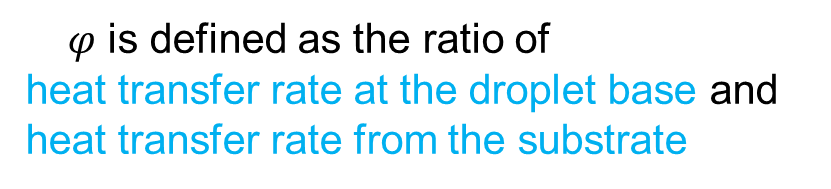 𝜑 is defined as the ratio of
heat transfer rate at the droplet base and
heat transfer rate from the substrate